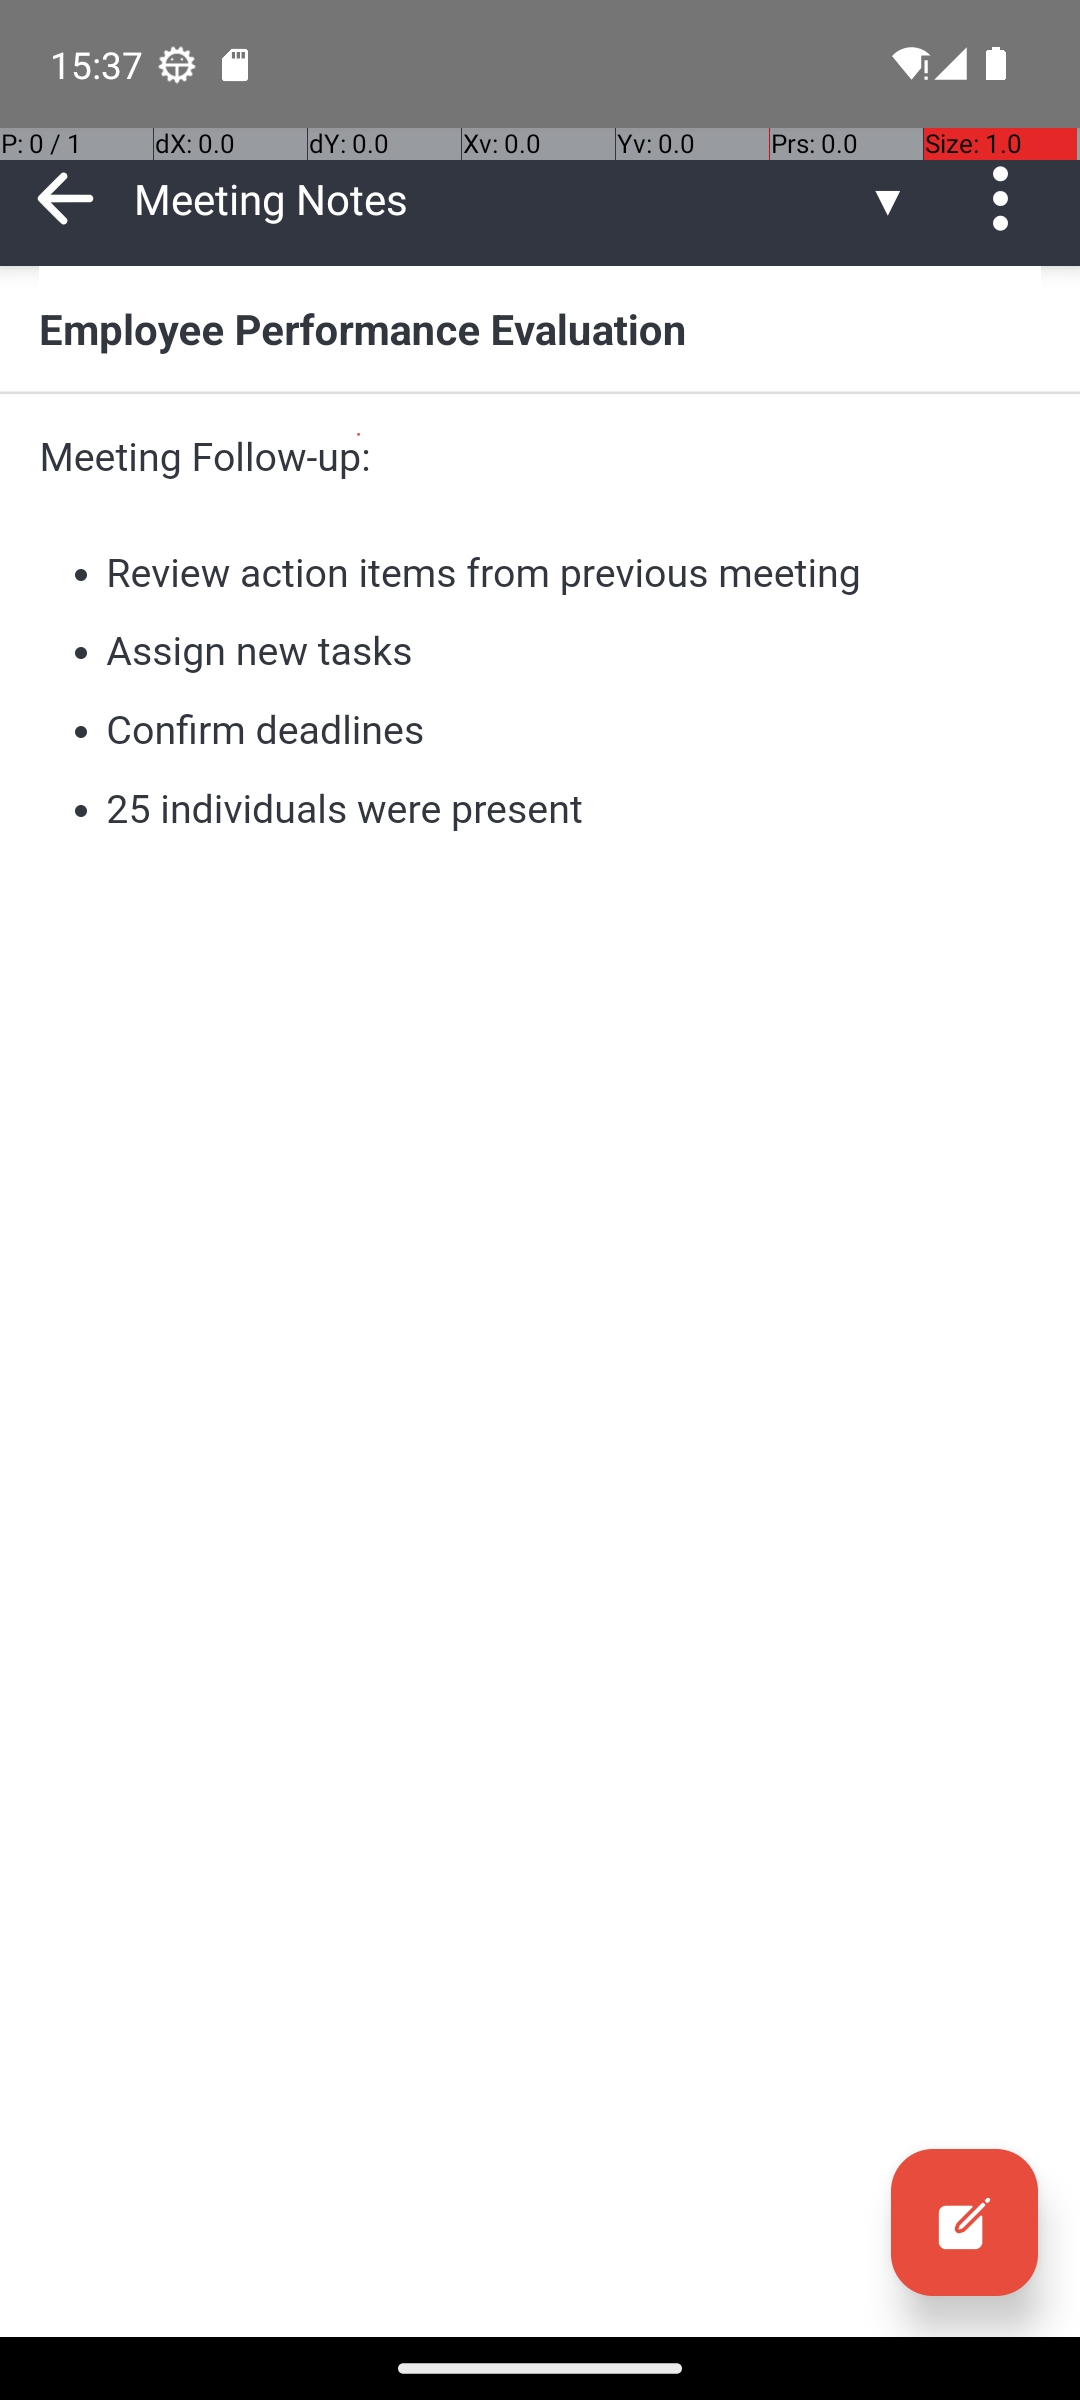 15:37
P: 0 / 1 dX: 0.0 dY: 0.0 Xv: 0.0 Yv: 0.0 Prs: 0.0 Size: 1.0
Meeting Notes
Employee Performance Evaluation
Meeting Follow-up:
• Review action items from previous meeting
• Assign new tasks
• Confirm deadlines
• 25 individuals were present